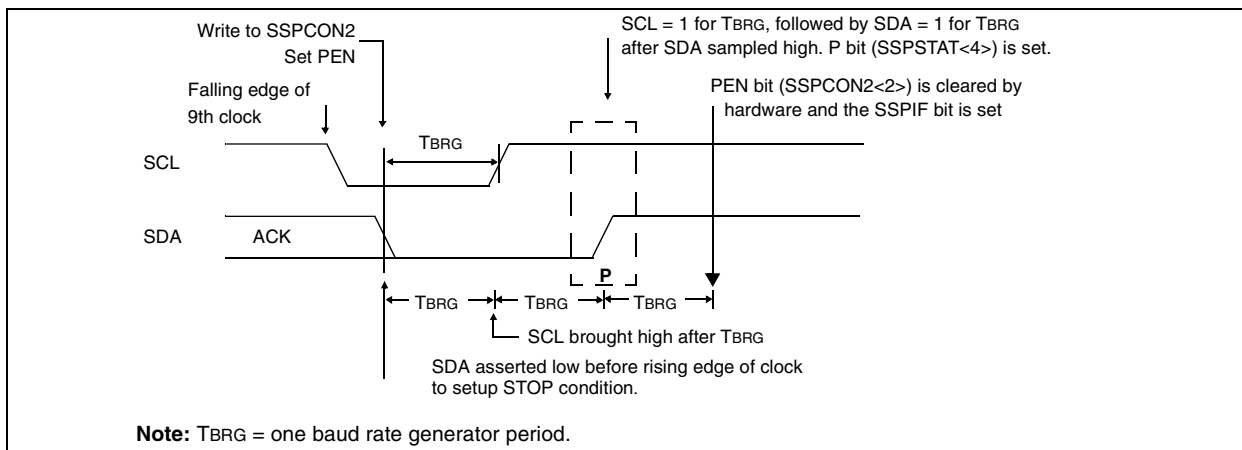 Write to SSPCON2
Set PEN
SCL = 1 for TBRG, followed by SDA = 1 for TBRG
after SDA sampled high. P bit (SSPSTAT<4>) is set.
Falling edge of
9th clock
PEN bit (SSPCON2<2>) is cleared by
hardware and the SSPIF bit is set
TBRG
SCL
SDA
ACK
P
TBRG
TBRG
TBRG
SCL brought high after TBRG
SDA asserted low before rising edge of clock
to setup STOP condition.
Note: TBRG = one baud rate generator period.